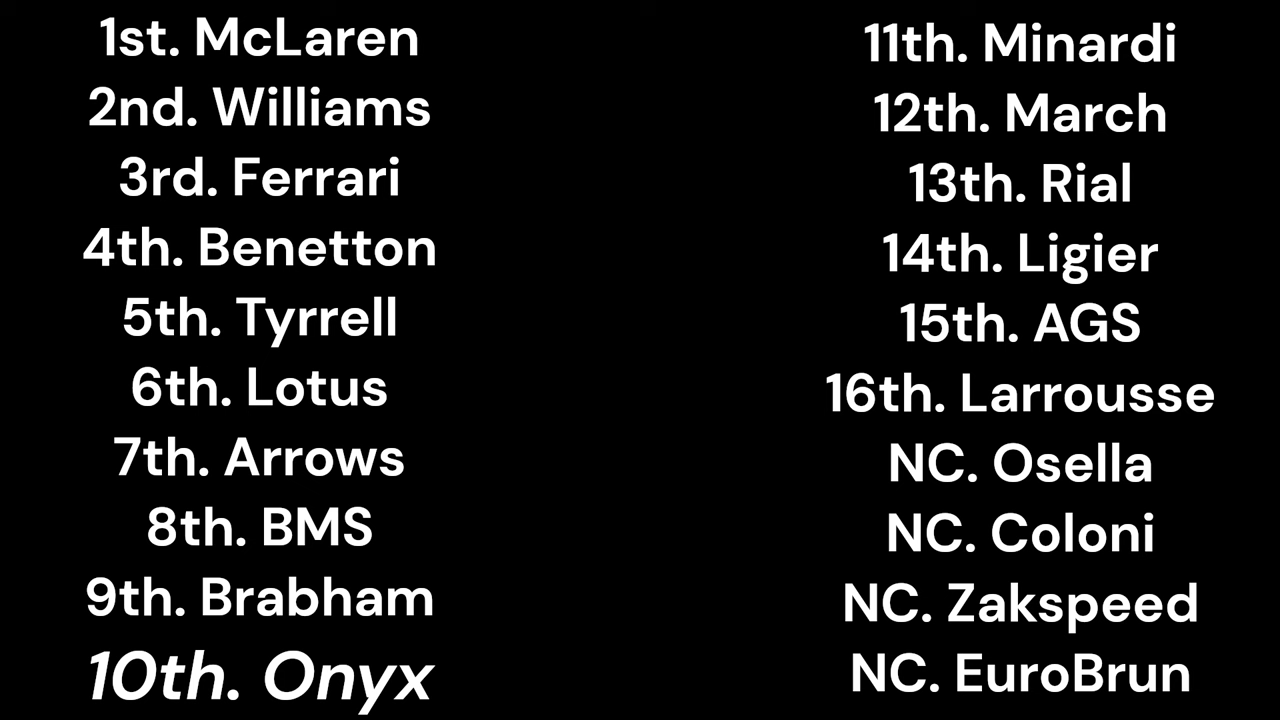 1st. McLaren
2nd. Williams
3rd. Ferrari
4th. Benetton
5th. Tyrrell
6th. Lotus
7th. Arrows
8th. BMS
9th. Brabham
10th. Onyx
11th. Minardi
12th. March
13th. Rial
14th. Ligier
15th. AGS
16th. Larrousse
NC. Osella
NC. Coloni
NC. Zakspeed
NC. EuroBrun